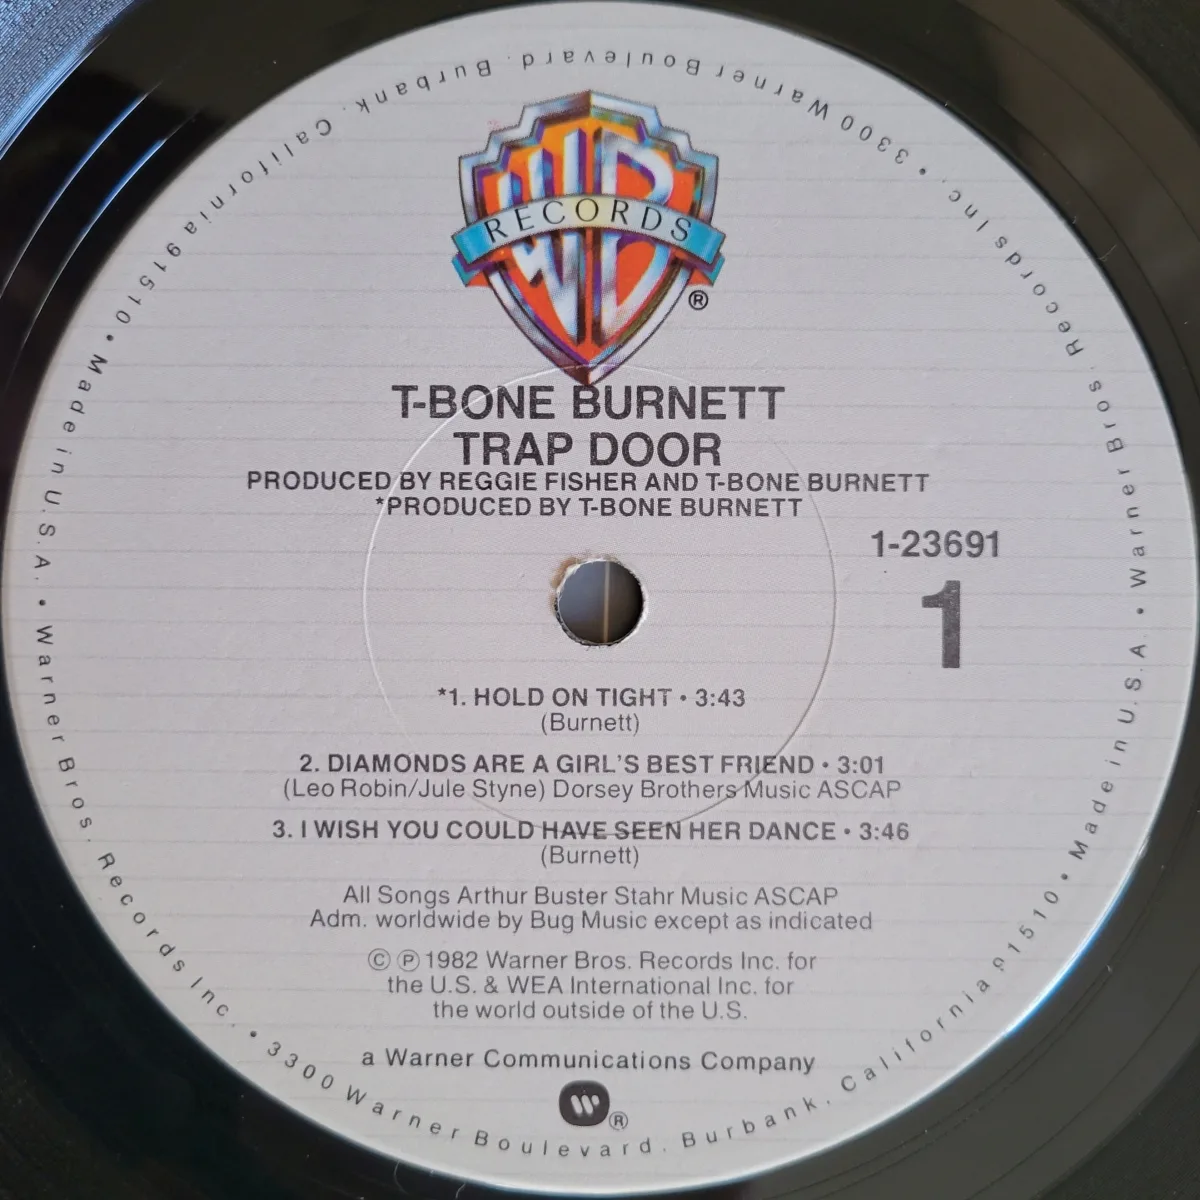 WB
RECORDS
®
T-BONE BURNETT
TRAP DOOR
PRODUCED BY REGGIE FISHER AND T-BONE BURNETT
*PRODUCED BY T-BONE BURNETT
1-23691
1
*1. HOLD ON TIGHT • 3:43
(Burnett)
2. DIAMONDS ARE A GIRL'S BEST FRIEND • 3:01
(Leo Robin/Jule Styne) Dorsey Brothers Music ASCAP
3. I WISH YOU COULD HAVE SEEN HER DANCE • 3:46
(Burnett)
All Songs Arthur Buster Stahr Music ASCAP
Adm. worldwide by Bug Music except as indicated
© ℗ 1982 Warner Bros. Records Inc. for
the U.S. & WEA International Inc. for
the world outside of the U.S.
a Warner Communications Company
®
Made in U.S.A. • Warner Bros. Records Inc. • 3300 Warner Boulevard. Burbank. California 91510 • Made in U.S.A. • Warner Bros. Records Inc. • 3300 Warner Boulevard. Burbank. California 91510 •